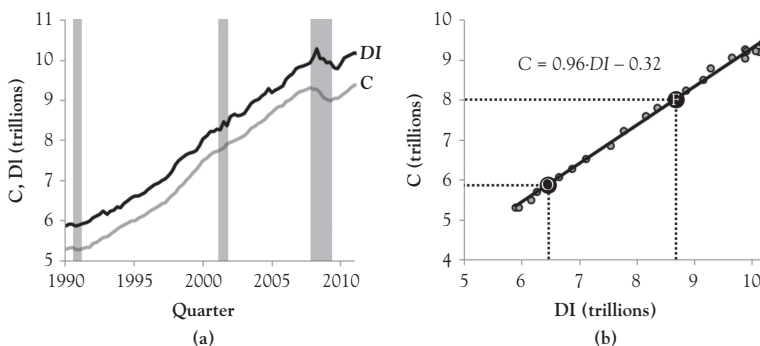 11
10
9
8
7
6
5
C, DI (trillions)
DI
C
1990 1995 2000 2005 2010
Quarter
(a)
10
9
8
7
6
5
4
C (trillions)
C = 0.96·DI – 0.32
E
5 6 7 8 9 10
DI (trillions)
(b)